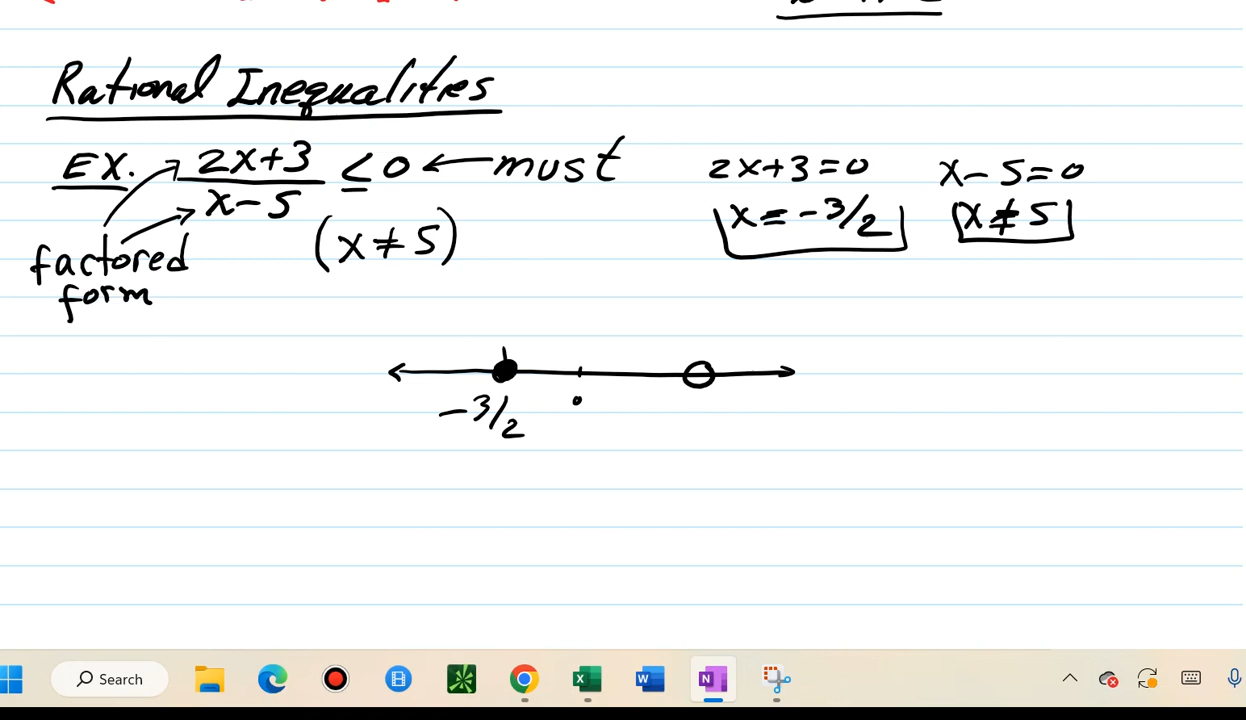 Rational Inequalities
EX. (2x+3)/(x-5) ≤ 0 ← must
(x ≠ 5)
factored
form
2x+3=0
x = -3/2
x-5=0
x ≠ 5
-3/2
0
Search